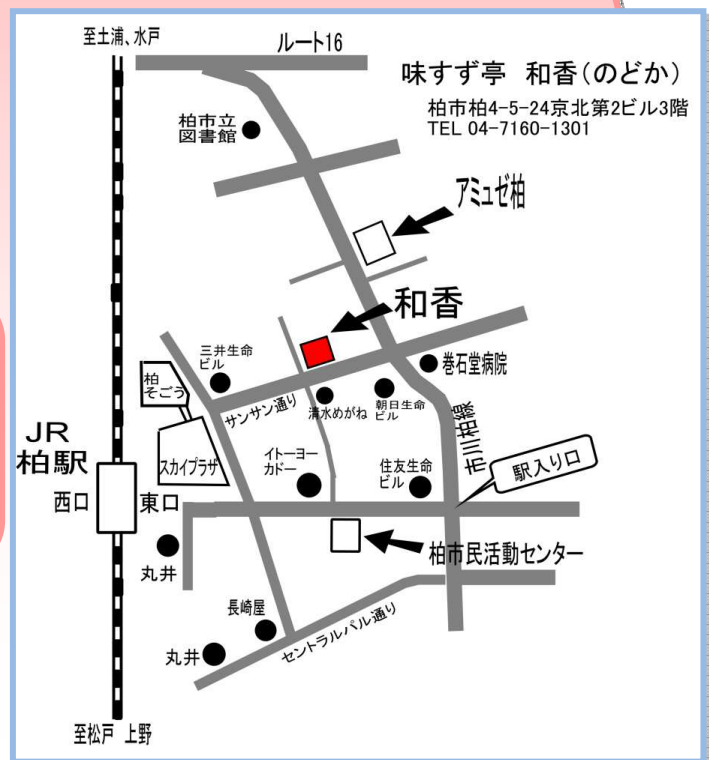 至土浦、水戸
ルート16
味すず亭 和香(のどか)
柏市柏4-5-24京北第2ビル3階
TEL 04-7160-1301
柏市立
図書館
アミュゼ柏
和香
三井生命
ビル
巻石堂病院
柏
そごう
サンサン通り
清水めがね
朝日生命
ビル
市川柏線
JR
柏駅
スカイプラザ
イトーヨー
カドー
住友生命
ビル
駅入り口
西口
東口
丸井
柏市民活動センター
長崎屋
丸井
セントラルパル通り
至松戸 上野